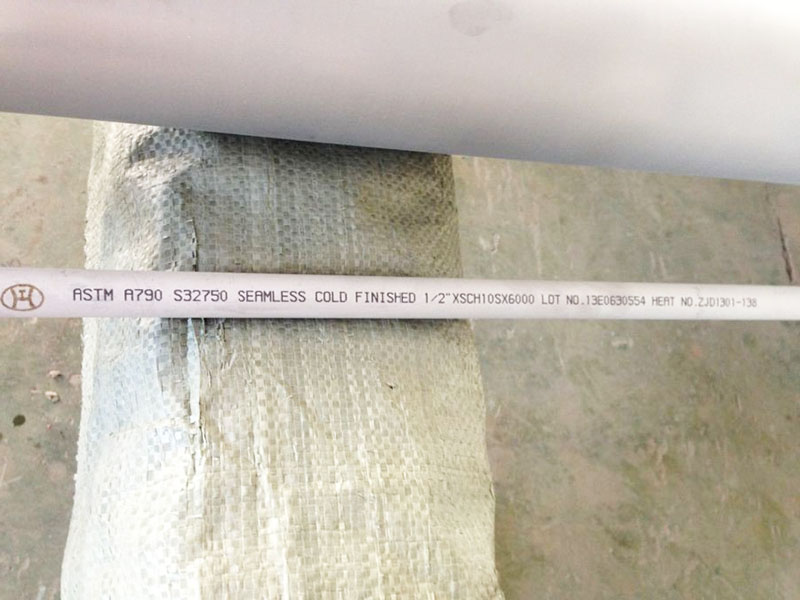 ASTM A790 S32750 SEAMLESS COLD FINISHED 1/2"XSCH10SX6000 LOT NO.13E0630554 HEAT NO.ZJD1301-138